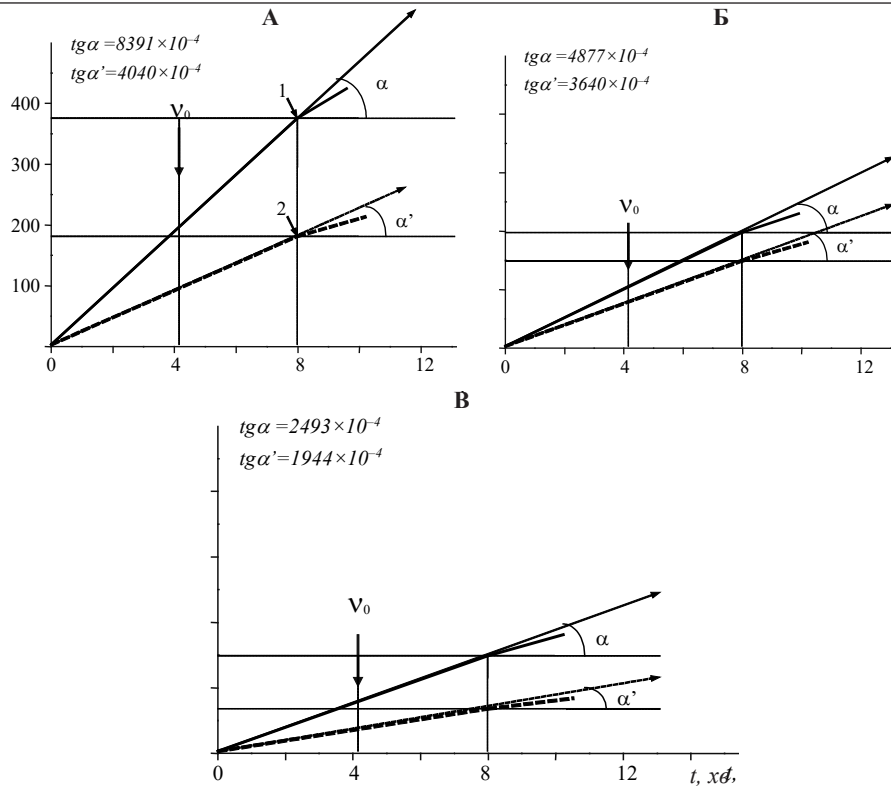 А
tgα =8391×10⁻⁴
tgα’=4040×10⁻⁴
400
300
200
100
0
4
8
12
ν₀
1
2
α
α’
Б
tgα =4877×10⁻⁴
tgα’=3640×10⁻⁴
ν₀
α
α’
0
4
8
12
В
tgα =2493×10⁻⁴
tgα’=1944×10⁻⁴
ν₀
α
α’
0
4
8
12
t,